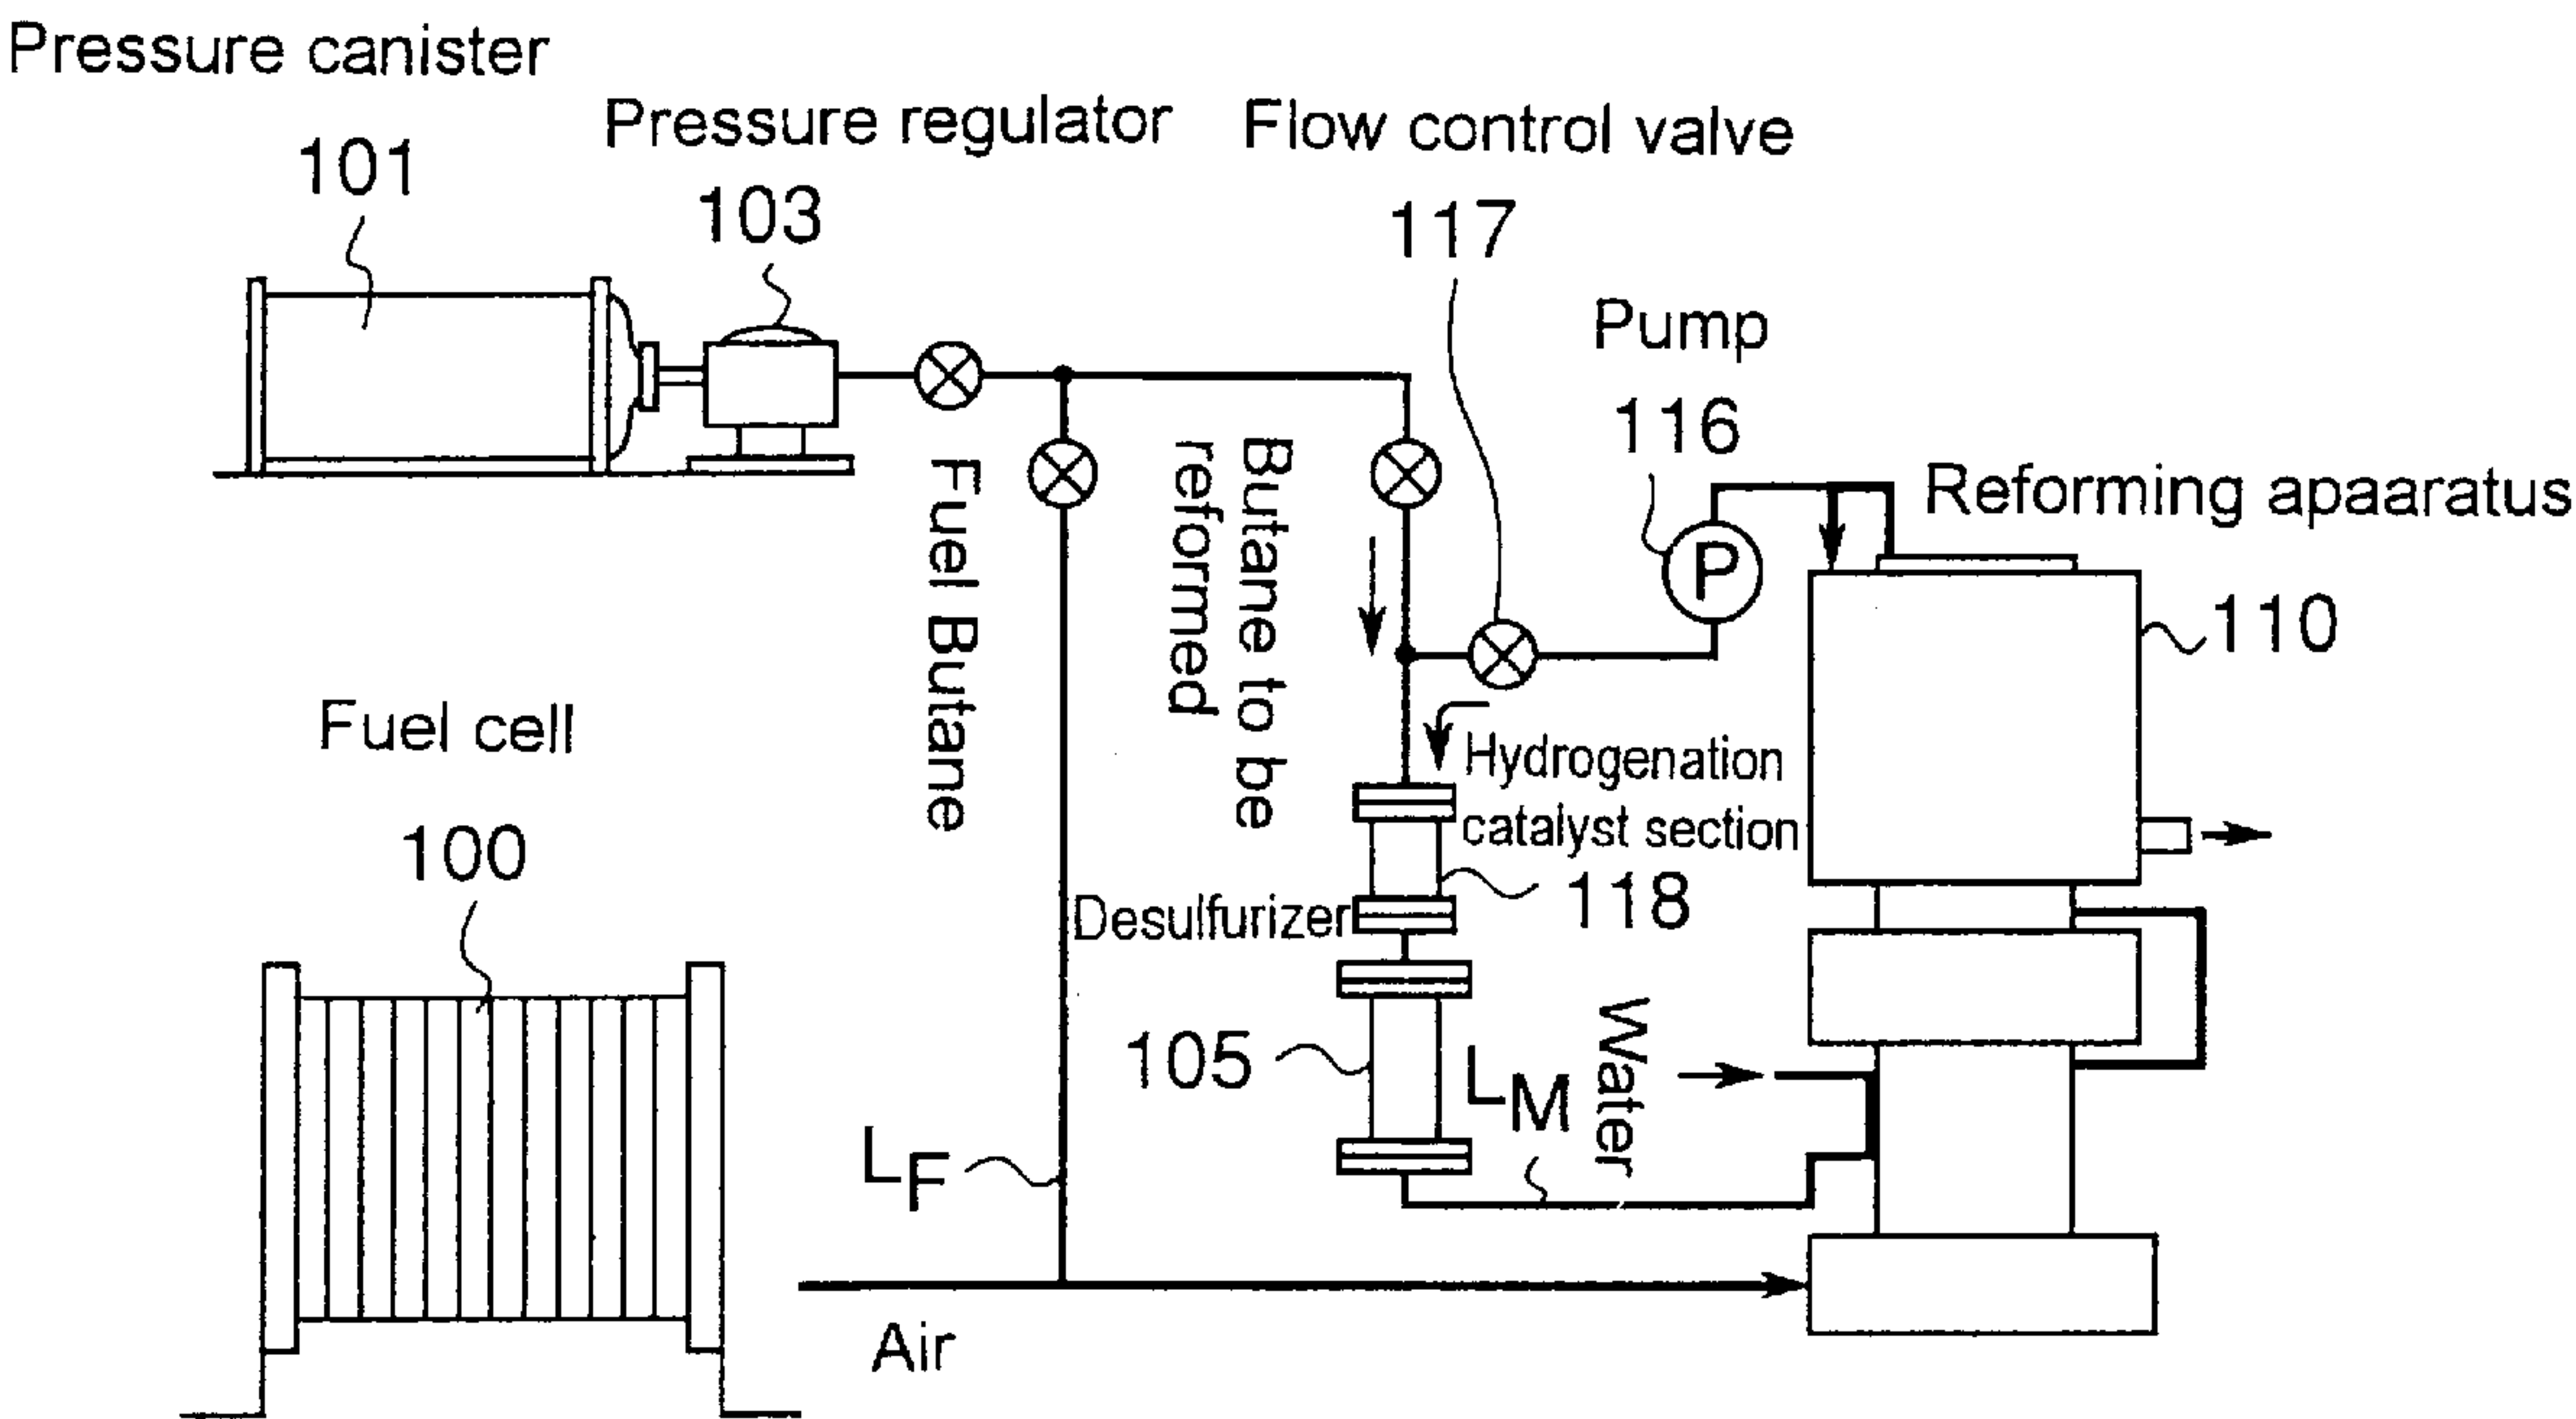 Pressure canister
101
Pressure regulator
103
Flow control valve
117
Pump
116
P
Reforming apaaratus
110
Fuel Butane
Butane to be
reformed
Hydrogenation
catalyst section
118
Desulfurizer
105
Fuel cell
100
LF
LM
Water
Air